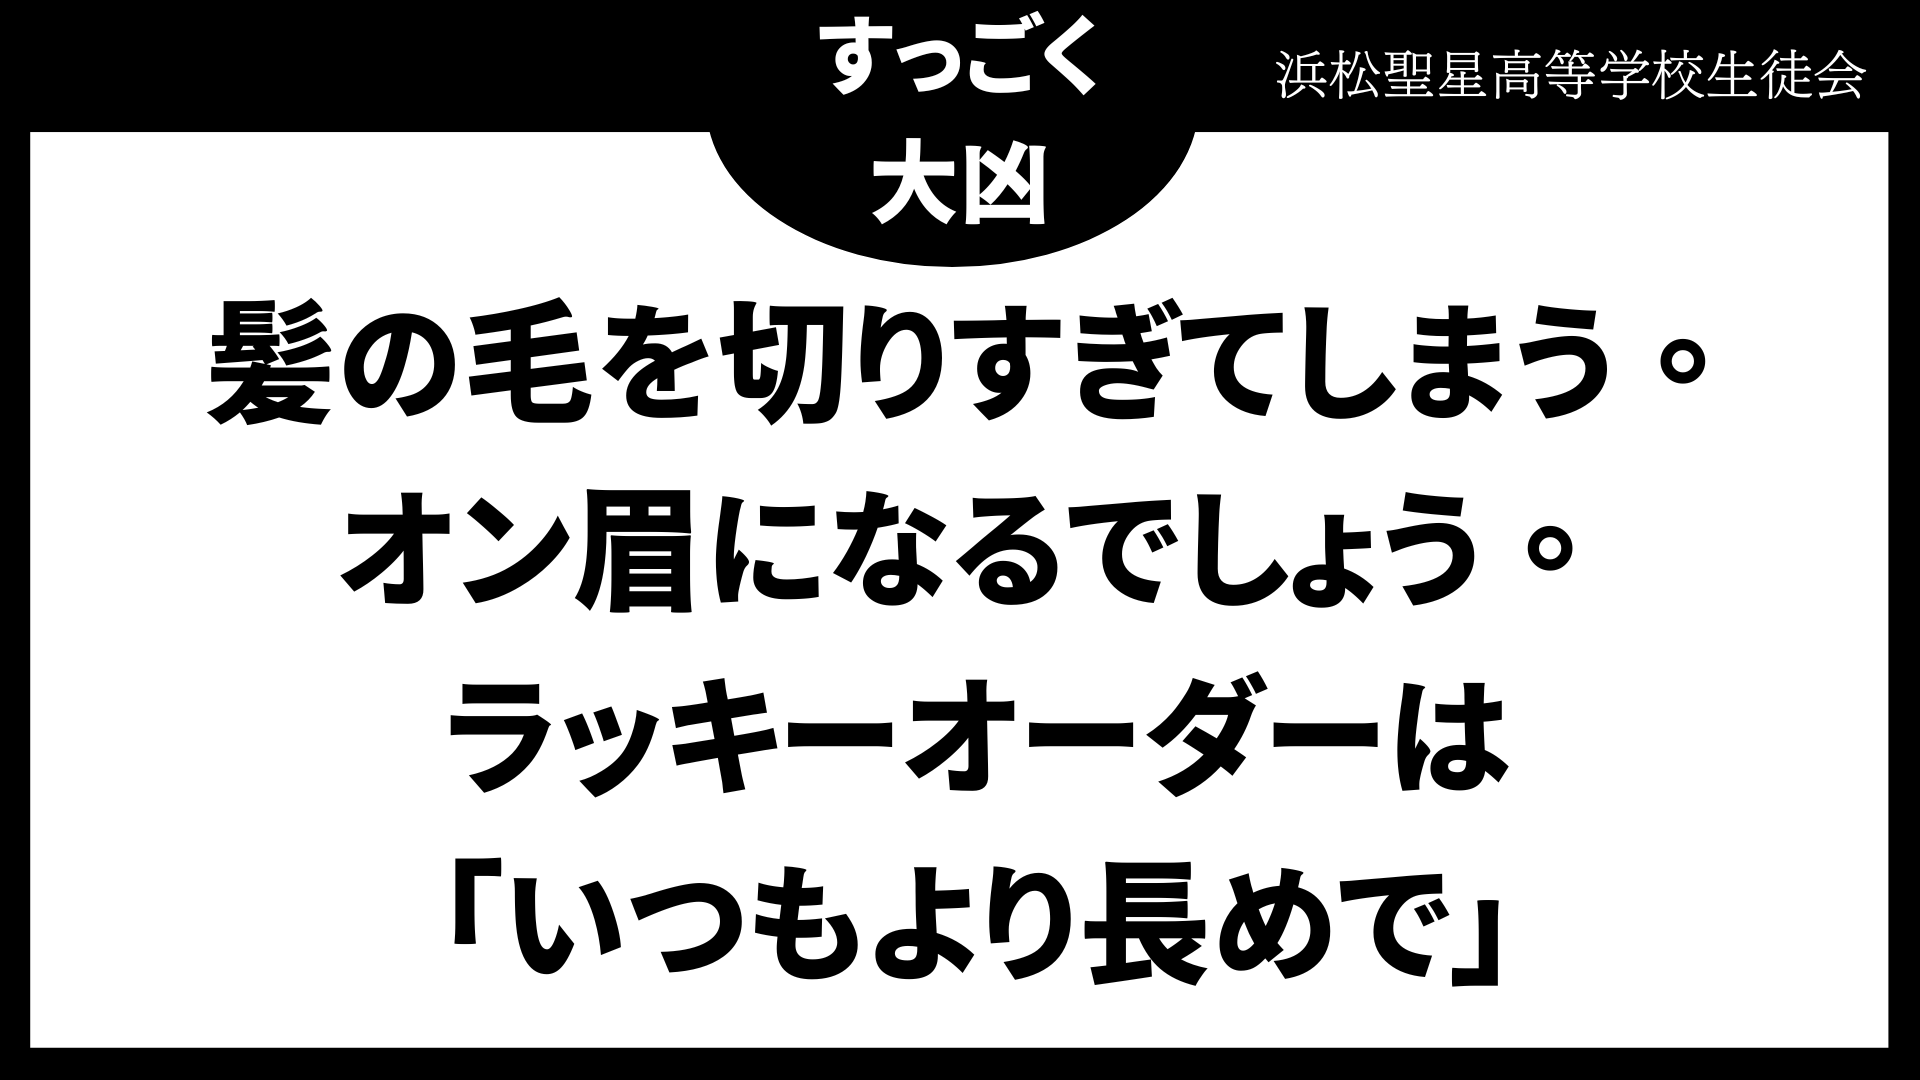 すっごく
大凶
浜松聖星高等学校生徒会
髪の毛を切りすぎてしまう。
オン眉になるでしょう。
ラッキーオーダーは
「いつもより長めで」